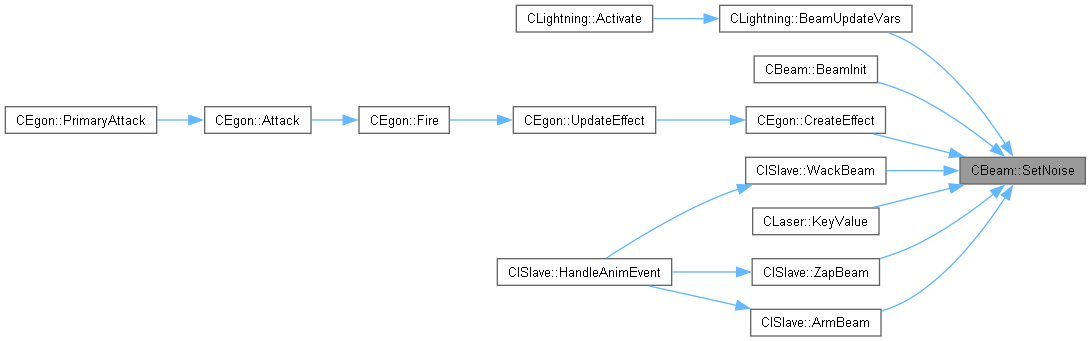 CLightning::Activate
CLightning::BeamUpdateVars
CBeam::BeamInit
CEgon::PrimaryAttack
CEgon::Attack
CEgon::Fire
CEgon::UpdateEffect
CEgon::CreateEffect
CISlave::WackBeam
CBeam::SetNoise
CLaser::KeyValue
CISlave::HandleAnimEvent
CISlave::ZapBeam
CISlave::ArmBeam